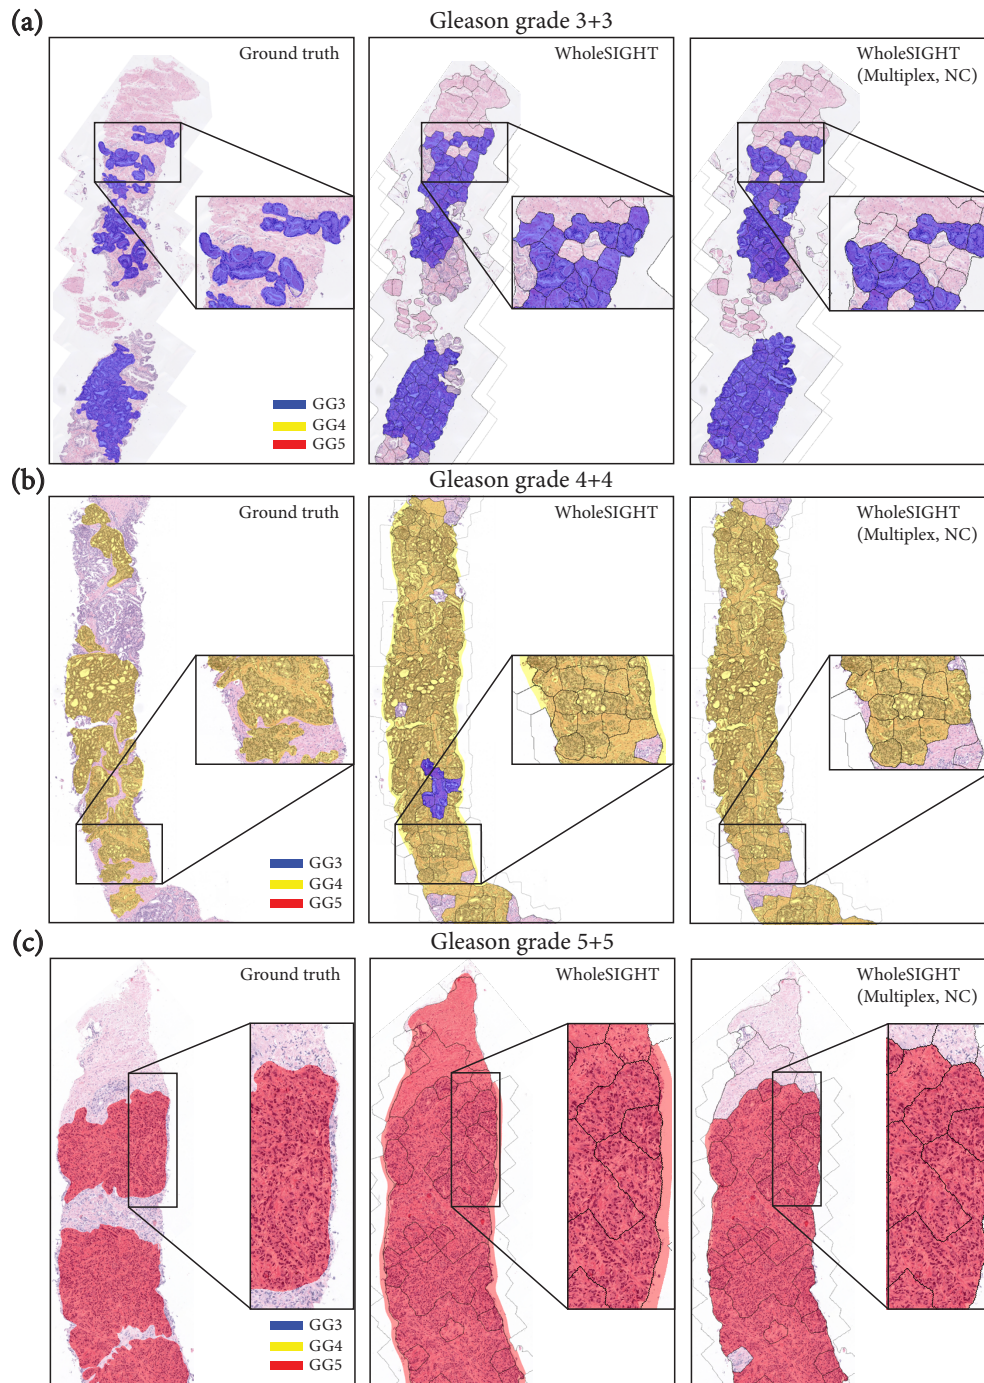 (a)
Gleason grade 3+3
Ground truth
WholeSIGHT
WholeSIGHT
(Multiplex, NC)
GG3
GG4
GG5
(b)
Gleason grade 4+4
Ground truth
WholeSIGHT
WholeSIGHT
(Multiplex, NC)
GG3
GG4
GG5
(c)
Gleason grade 5+5
Ground truth
WholeSIGHT
WholeSIGHT
(Multiplex, NC)
GG3
GG4
GG5